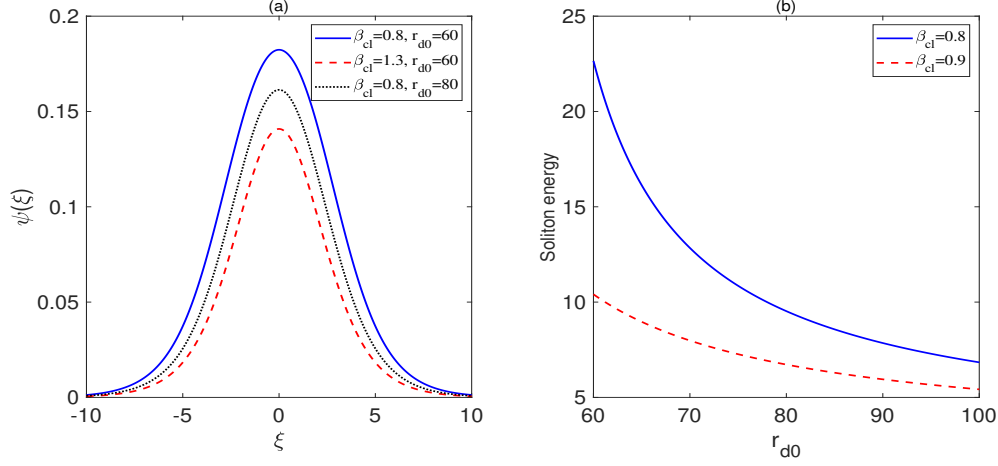 (a)
0.2
0.15
0.1
0.05
0
ψ(ξ)
β_cl=0.8, r_d0=60
β_cl=1.3, r_d0=60
β_cl=0.8, r_d0=80
-10 -5 0 5 10
ξ
(b)
25
20
15
10
5
Soliton energy
β_cl=0.8
β_cl=0.9
60 70 80 90 100
r_d0